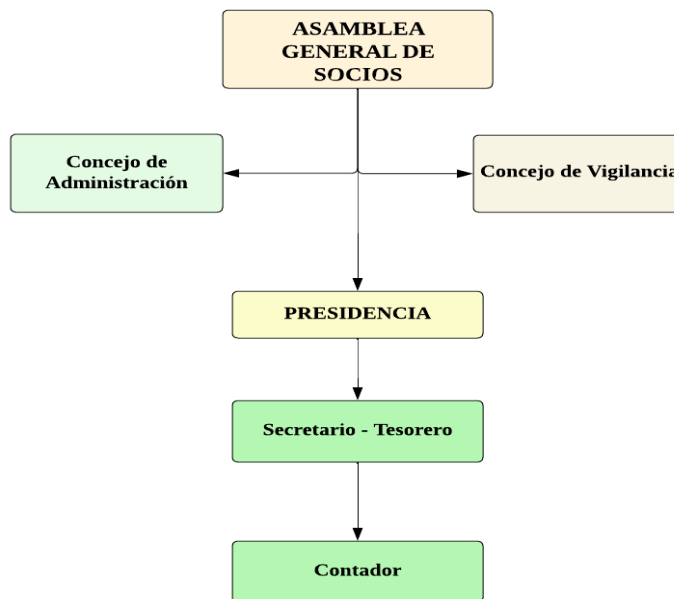 ASAMBLEA
GENERAL DE
SOCIOS
Concejo de
Administración
Concejo de Vigilancia
PRESIDENCIA
Secretario - Tesorero
Contador